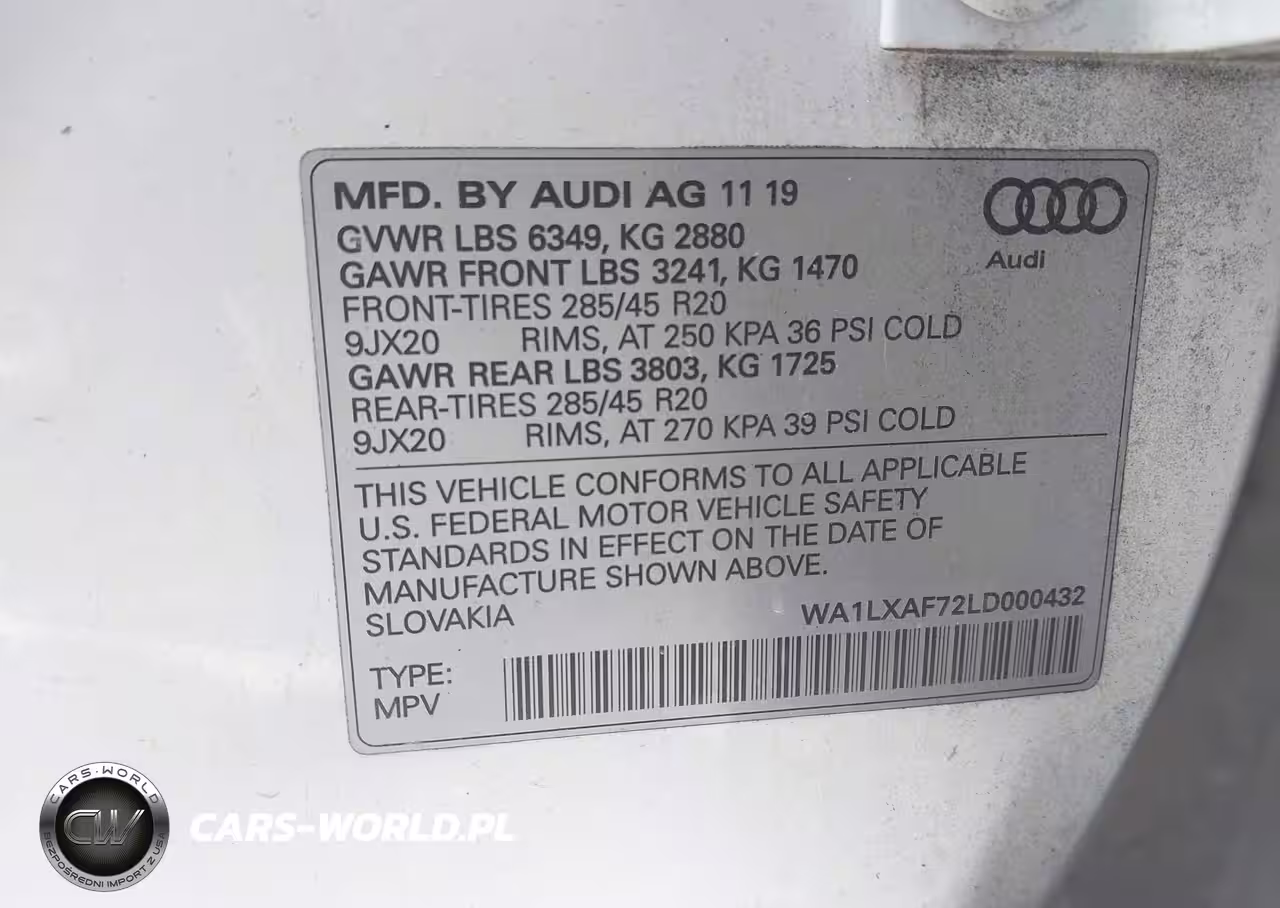 MFD. BY AUDI AG 11 19
GVWR LBS 6349, KG 2880
GAWR FRONT LBS 3241, KG 1470
FRONT-TIRES 285/45 R20
9JX20 RIMS, AT 250 KPA 36 PSI COLD
GAWR REAR LBS 3803, KG 1725
REAR-TIRES 285/45 R20
9JX20 RIMS, AT 270 KPA 39 PSI COLD
Audi
THIS VEHICLE CONFORMS TO ALL APPLICABLE
U.S. FEDERAL MOTOR VEHICLE SAFETY
STANDARDS IN EFFECT ON THE DATE OF
MANUFACTURE SHOWN ABOVE.
SLOVAKIA WA1LXAF72LD000432
TYPE:
MPV
CARS-WORLD
CW
BEZPOŚREDNI IMPORT Z USA
CARS-WORLD.PL